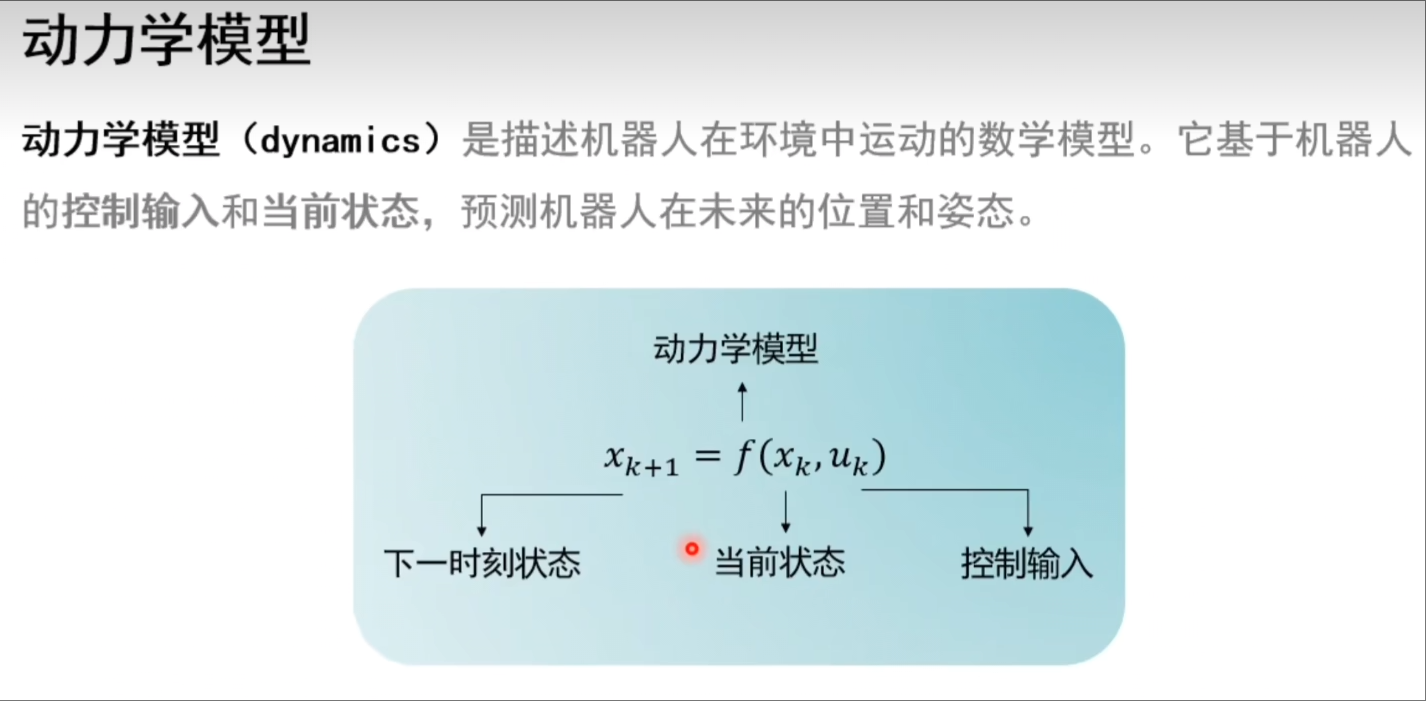 动力学模型
动力学模型（dynamics）是描述机器人在环境中运动的数学模型。它基于机器人
的控制输入和当前状态，预测机器人在未来的位置和姿态。
动力学模型
x_{k+1} = f(x_k, u_k)
下一时刻状态 当前状态 控制输入